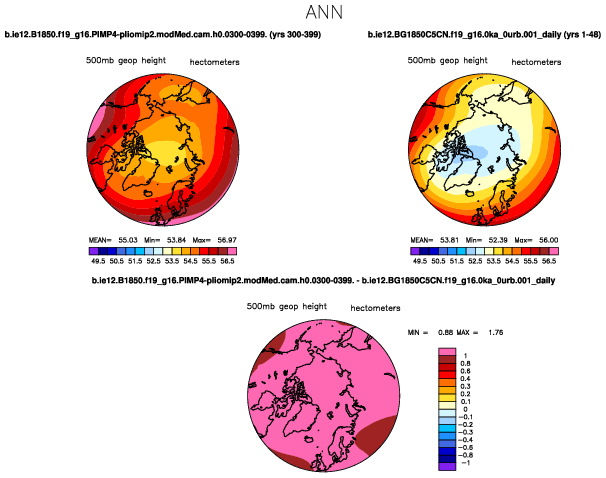 ANN
b.ie12.B1850.f19_g16.PIMP4-pliomip2.modMed.cam.h0.0300-0399. (yrs 300-399)
b.ie12.BG1850C5CN.f19_g16.0ka_0urb.001_daily (yrs 1-48)
500mb geop height hectometers
500mb geop height hectometers
MEAN= 55.03 Min= 53.84 Max= 56.97
MEAN= 53.81 Min= 52.39 Max= 56.00
49.5 50.5 51.5 52.5 53.5 54.5 55.5 56.5
49.5 50.5 51.5 52.5 53.5 54.5 55.5 56.5
b.ie12.B1850.f19_g16.PIMP4-pliomip2.modMed.cam.h0.0300-0399. - b.ie12.BG1850C5CN.f19_g16.0ka_0urb.001_daily
500mb geop height hectometers
MIN = 0.88 MAX = 1.76
1
0.8
0.6
0.5
0.4
0.3
0.2
0.1
0
-0.1
-0.2
-0.3
-0.4
-0.6
-0.8
-1